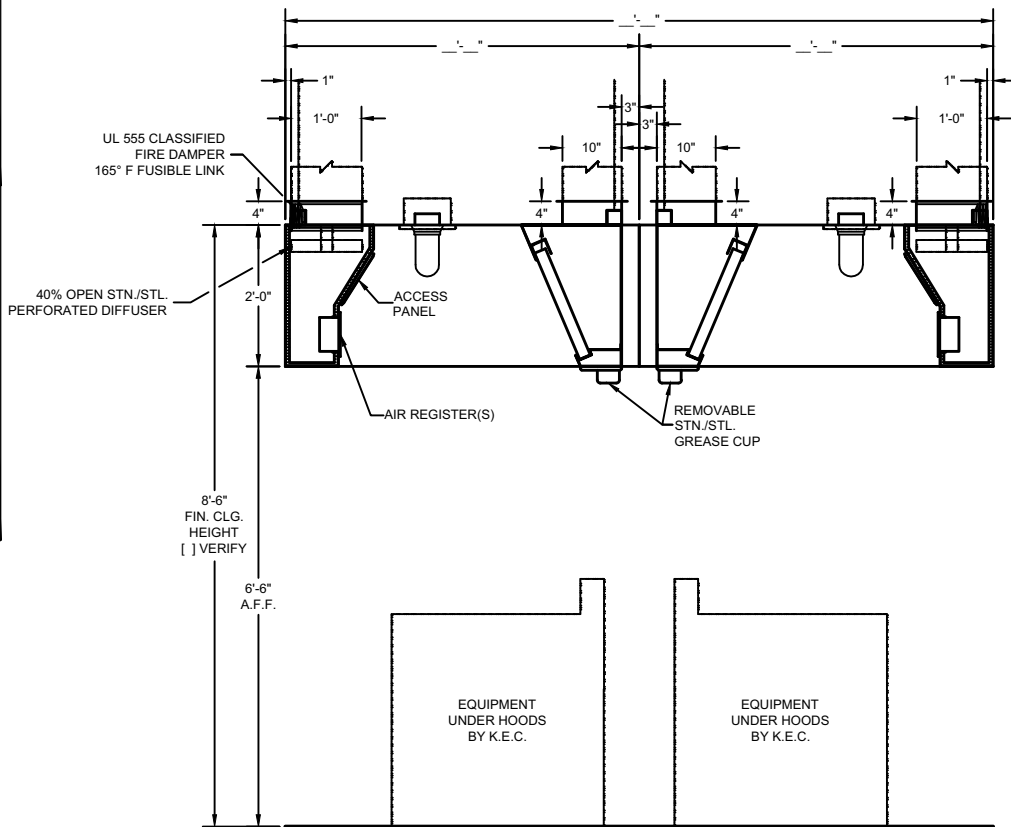 __'-__"
__'-__"
__'-__"
1"
1"
3"
3"
1'-0"
10"
10"
1'-0"
UL 555 CLASSIFIED
FIRE DAMPER
165° F FUSIBLE LINK
4"
4"
4"
4"
40% OPEN STN./STL.
PERFORATED DIFFUSER
2'-0"
ACCESS
PANEL
AIR REGISTER(S)
REMOVABLE
STN./STL.
GREASE CUP
8'-6"
FIN. CLG.
HEIGHT
[ ] VERIFY
6'-6"
A.F.F.
EQUIPMENT
UNDER HOODS
BY K.E.C.
EQUIPMENT
UNDER HOODS
BY K.E.C.